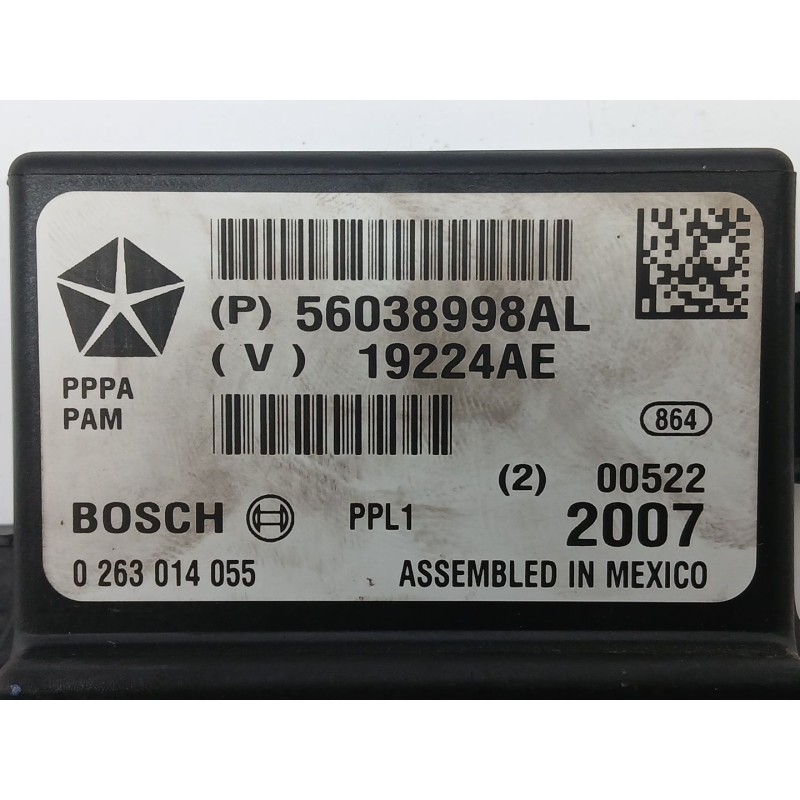 (P) 56038998AL
(V) 19224AE
PPPA
PAM
864
(2) 00522
BOSCH PPL1 2007
0 263 014 055 ASSEMBLED IN MEXICO